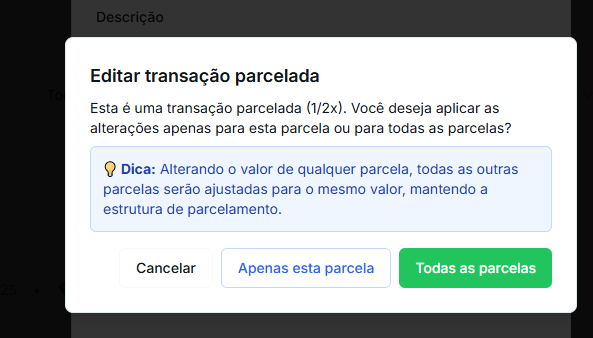 Descrição
Editar transação parcelada
Esta é uma transação parcelada (1/2x). Você deseja aplicar as
alterações apenas para esta parcela ou para todas as parcelas?
Dica: Alterando o valor de qualquer parcela, todas as outras
parcelas serão ajustadas para o mesmo valor, mantendo a
estrutura de parcelamento.
Cancelar
Apenas esta parcela
Todas as parcelas